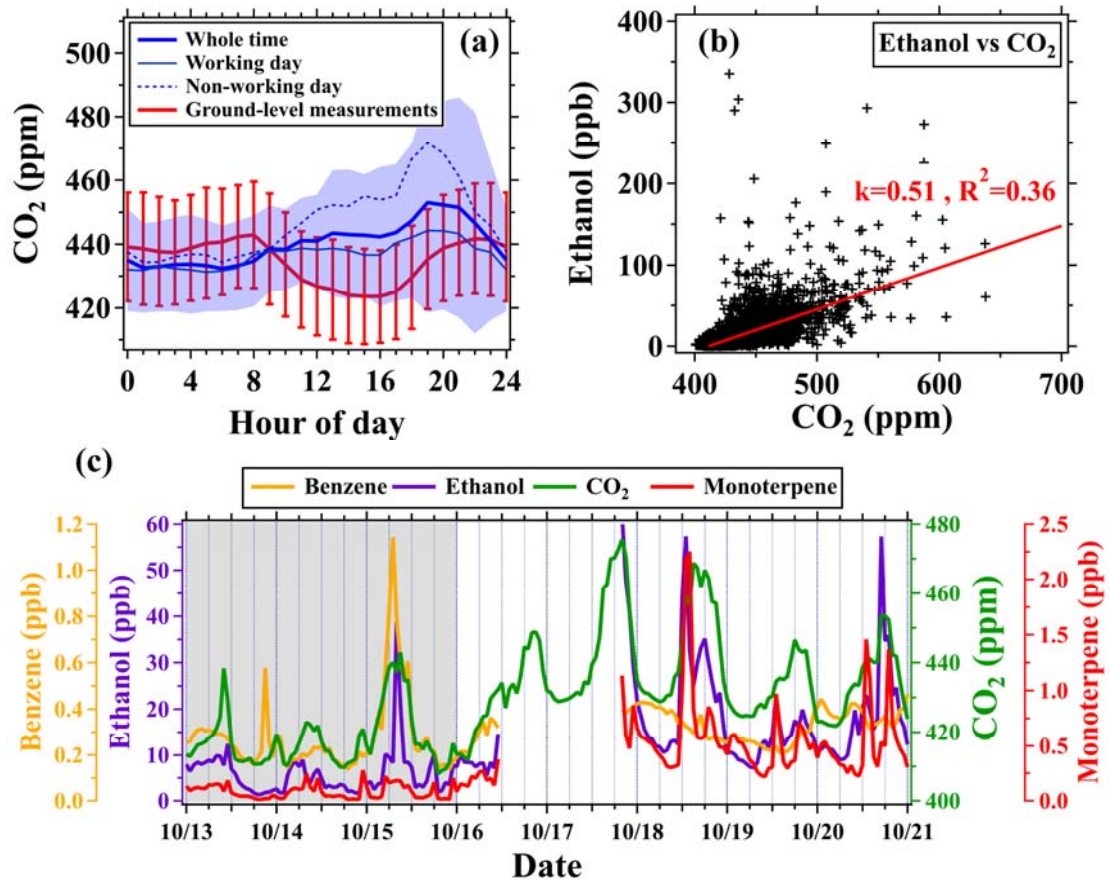 (a)
Whole time
Working day
Non-working day
Ground-level measurements
CO2 (ppm)
500
480
460
440
420
0 4 8 12 16 20 24
Hour of day
(b)
Ethanol vs CO2
Ethanol (ppb)
400
300
200
100
0
k=0.51 , R2=0.36
400 500 600 700
CO2 (ppm)
(c)
Benzene Ethanol CO2 Monoterpene
Benzene (ppb)
1.2
1.0
0.8
0.6
0.4
0.2
0.0
Ethanol (ppb)
60
50
40
30
20
10
0
CO2 (ppm)
480
460
440
420
400
Monoterpene (ppb)
2.5
2.0
1.5
1.0
0.5
0.0
10/13 10/14 10/15 10/16 10/17 10/18 10/19 10/20 10/21
Date